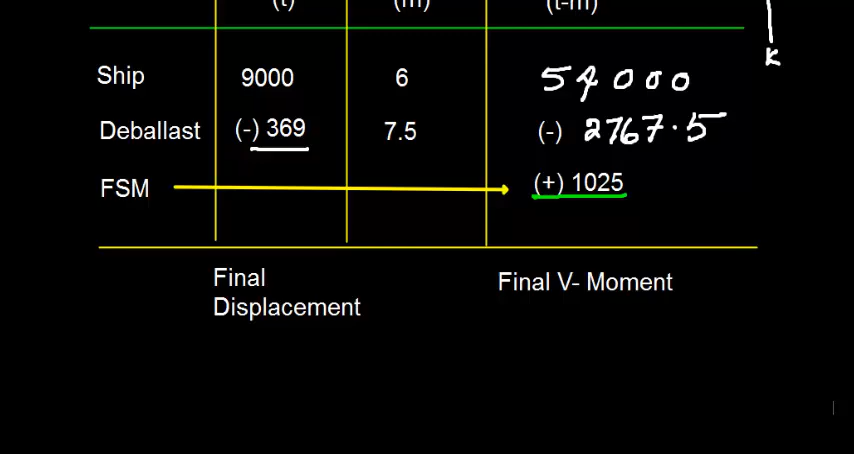 (t) (m) (t-m)
K
Ship 9000 6 54000
Deballast (-) 369 7.5 (-) 2767.5
FSM (+) 1025
Final Displacement
Final V- Moment